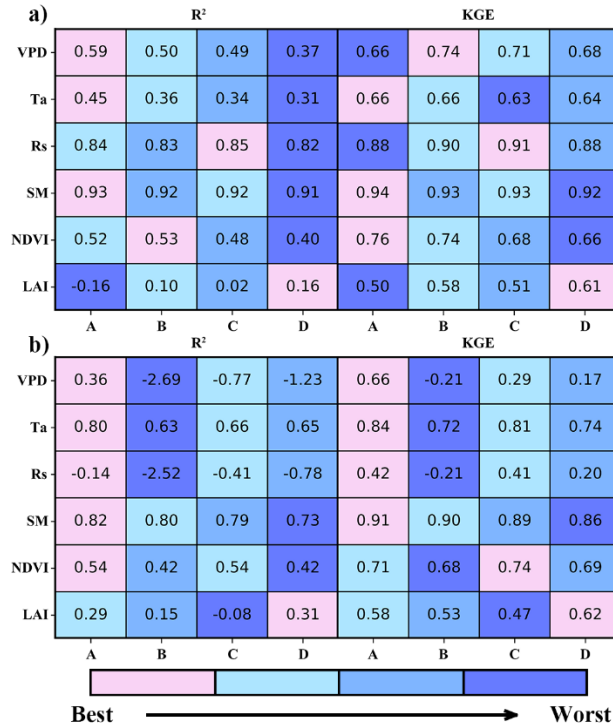 a) R² KGE
VPD 0.59 0.50 0.49 0.37 0.66 0.74 0.71 0.68
Ta 0.45 0.36 0.34 0.31 0.66 0.66 0.63 0.64
Rs 0.84 0.83 0.85 0.82 0.88 0.90 0.91 0.88
SM 0.93 0.92 0.92 0.91 0.94 0.93 0.93 0.92
NDVI 0.52 0.53 0.48 0.40 0.76 0.74 0.68 0.66
LAI -0.16 0.10 0.02 0.16 0.50 0.58 0.51 0.61
A B C D A B C D
b) R² KGE
VPD 0.36 -2.69 -0.77 -1.23 0.66 -0.21 0.29 0.17
Ta 0.80 0.63 0.66 0.65 0.84 0.72 0.81 0.74
Rs -0.14 -2.52 -0.41 -0.78 0.42 -0.21 0.41 0.20
SM 0.82 0.80 0.79 0.73 0.91 0.90 0.89 0.86
NDVI 0.54 0.42 0.54 0.42 0.71 0.68 0.74 0.69
LAI 0.29 0.15 -0.08 0.31 0.58 0.53 0.47 0.62
A B C D A B C D
Best Worst